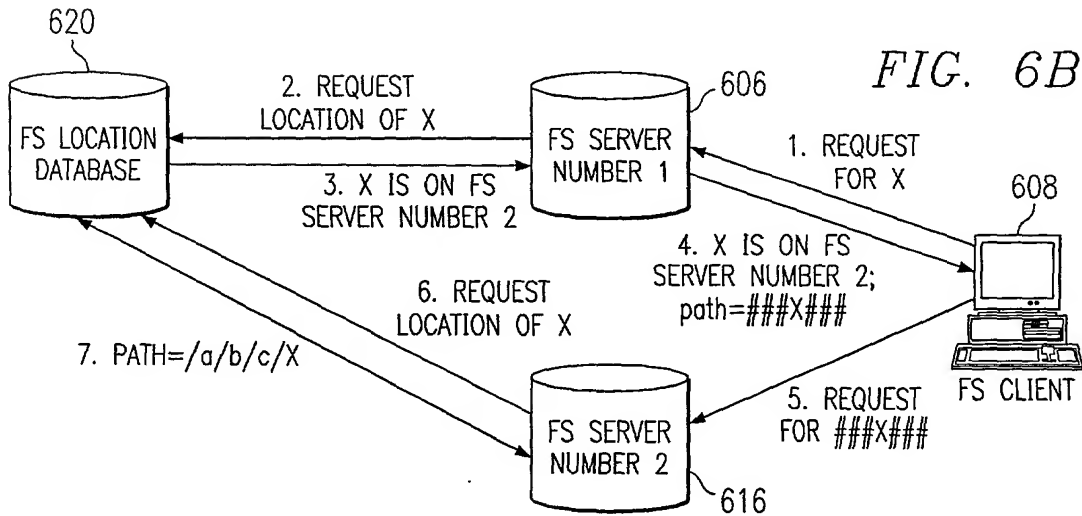 620
FIG. 6B
2. REQUEST
LOCATION OF X
606
FS LOCATION
DATABASE
FS SERVER
NUMBER 1
1. REQUEST
FOR X
3. X IS ON FS
SERVER NUMBER 2
608
4. X IS ON FS
SERVER NUMBER 2;
path=###X###
6. REQUEST
LOCATION OF X
7. PATH=/a/b/c/X
FS CLIENT
5. REQUEST
FOR ###X###
FS SERVER
NUMBER 2
616